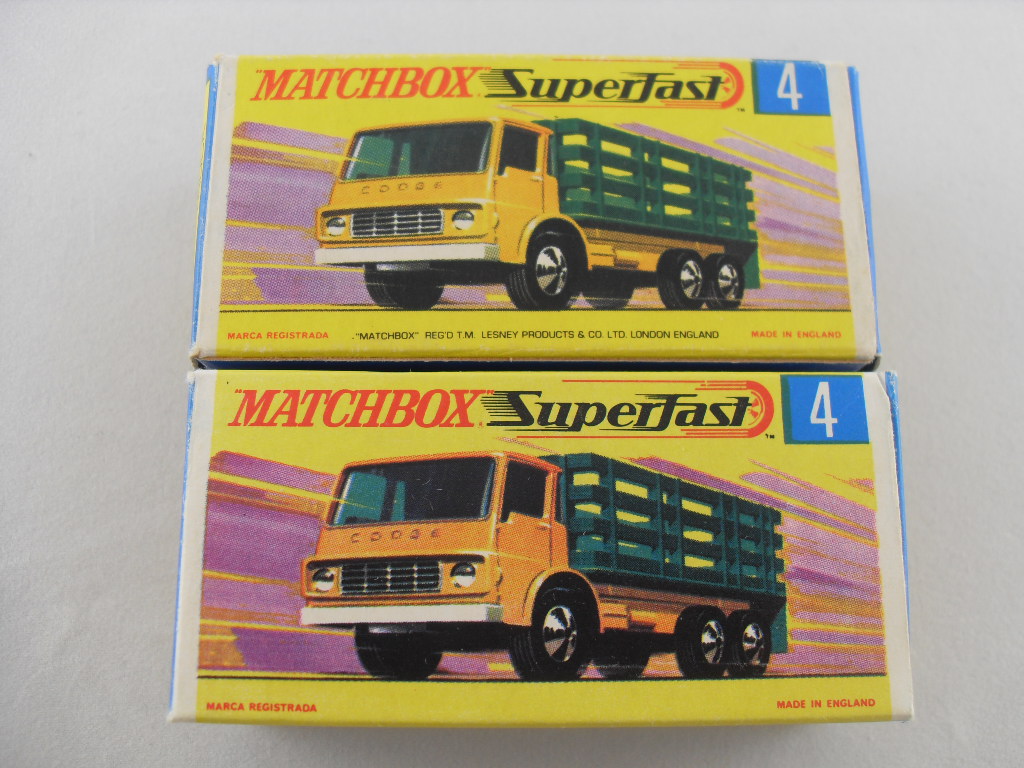 "MATCHBOX" SUPERFAST ™ 4
DODGE
MARCA REGISTRADA "MATCHBOX" REG'D T.M. LESNEY PRODUCTS & CO. LTD. LONDON ENGLAND MADE IN ENGLAND
"MATCHBOX" SUPERFAST ™ 4
DODGE
MARCA REGISTRADA MADE IN ENGLAND